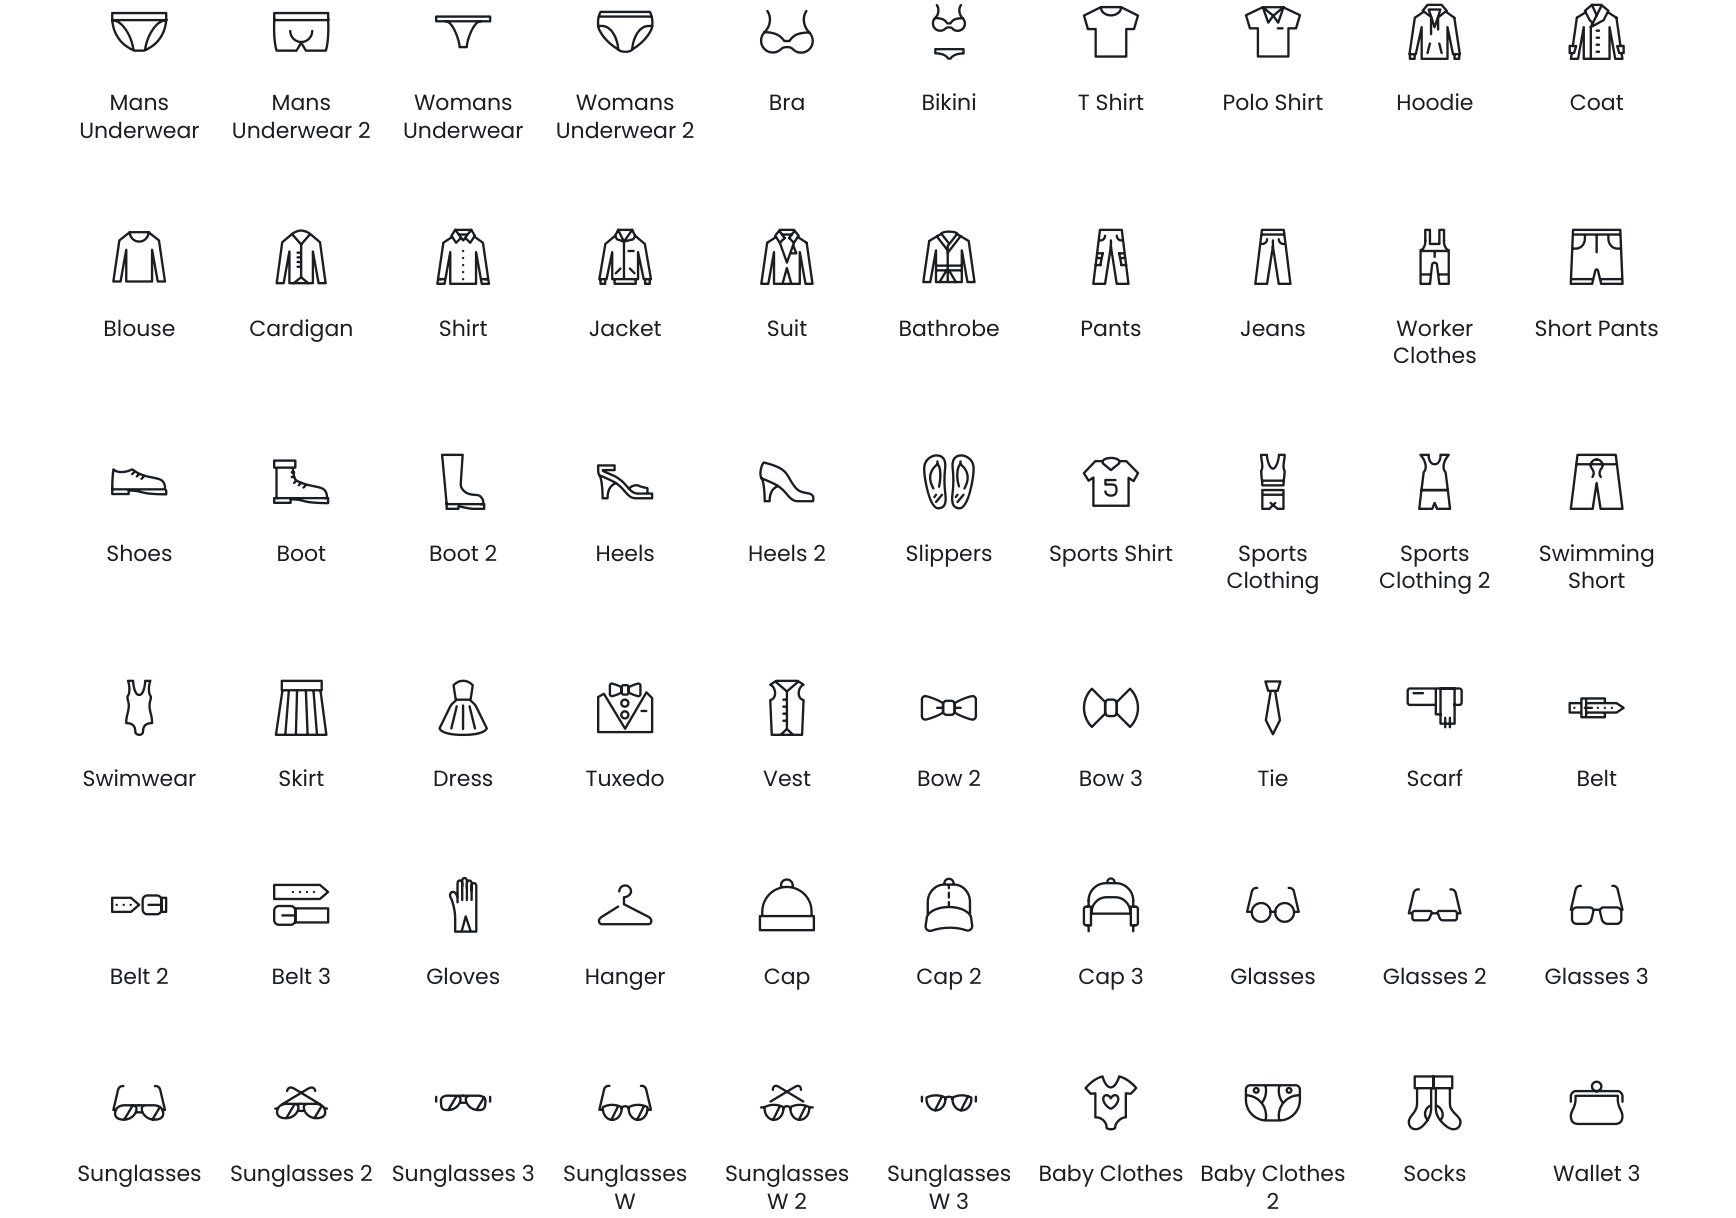 Mans
Underwear
Mans
Underwear 2
Womans
Underwear
Womans
Underwear 2
Bra
Bikini
T Shirt
Polo Shirt
Hoodie
Coat
Blouse
Cardigan
Shirt
Jacket
Suit
Bathrobe
Pants
Jeans
Worker
Clothes
Short Pants
Shoes
Boot
Boot 2
Heels
Heels 2
Slippers
5
Sports Shirt
Sports
Clothing
Sports
Clothing 2
Swimming
Short
Swimwear
Skirt
Dress
Tuxedo
Vest
Bow 2
Bow 3
Tie
Scarf
Belt
Belt 2
Belt 3
Gloves
Hanger
Cap
Cap 2
Cap 3
Glasses
Glasses 2
Glasses 3
Sunglasses
Sunglasses 2
Sunglasses 3
Sunglasses
W
Sunglasses
W 2
Sunglasses
W 3
Baby Clothes
Baby Clothes
2
Socks
Wallet 3